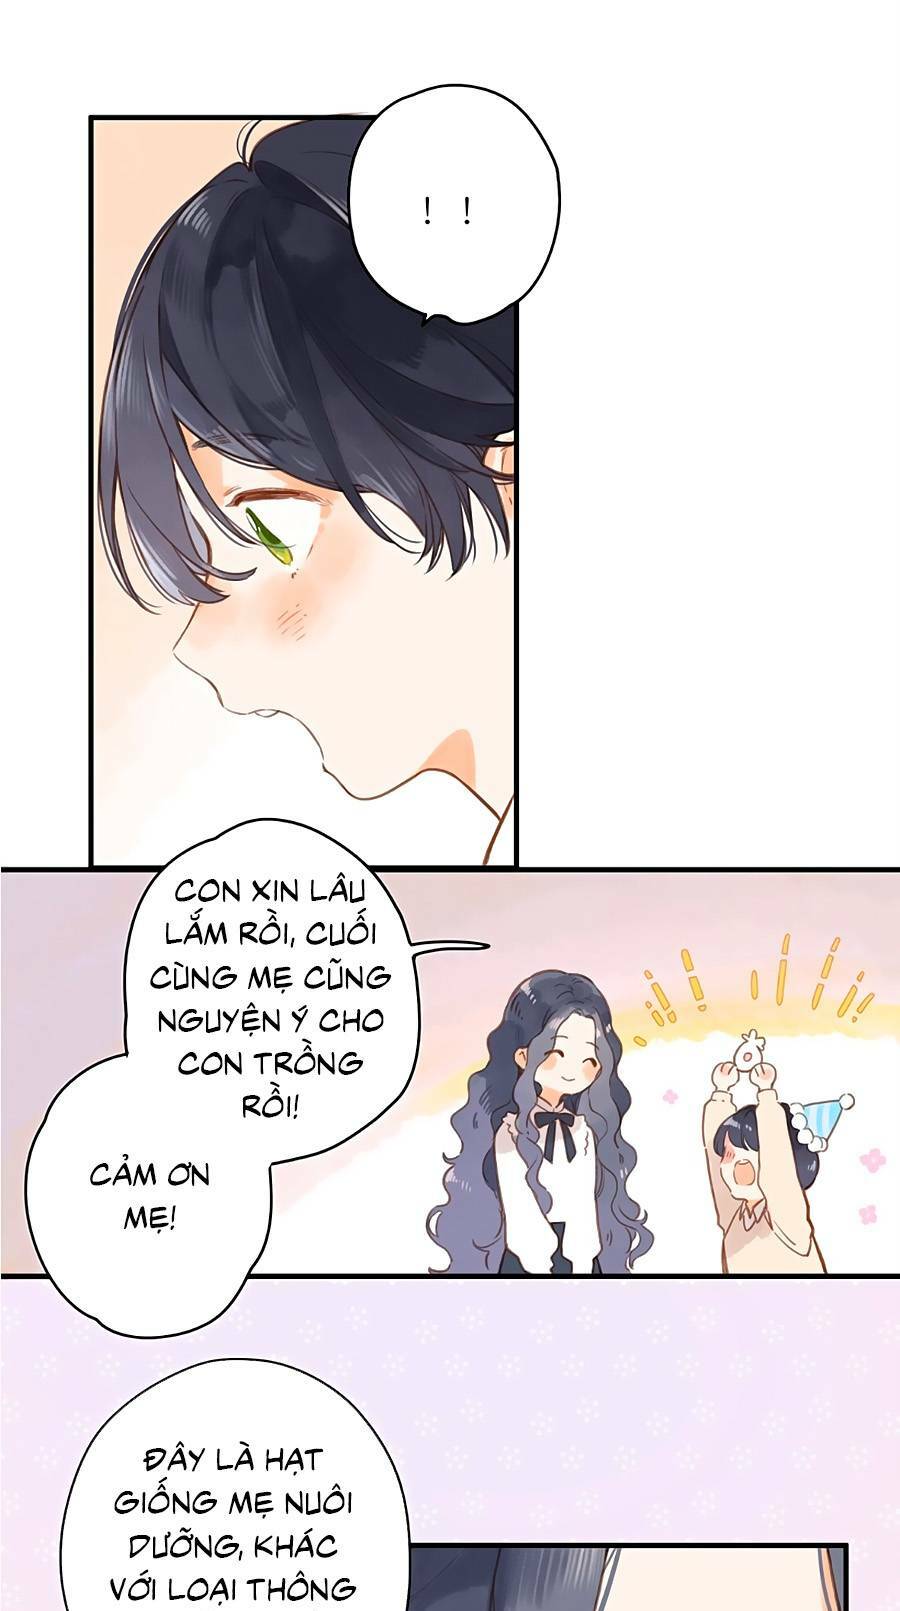 ! !
CON XIN LÂU
LẮM RỒI, CUỐI
CÙNG MẸ CŨNG
NGUYỆN Ý CHO
CON TRỒNG
RỒI!
CẢM ƠN
MẸ!
ĐÂY LÀ HẠT
GIỐNG MẸ NUÔI
DƯỠNG, KHÁC
VỚI LOẠI THÔNG